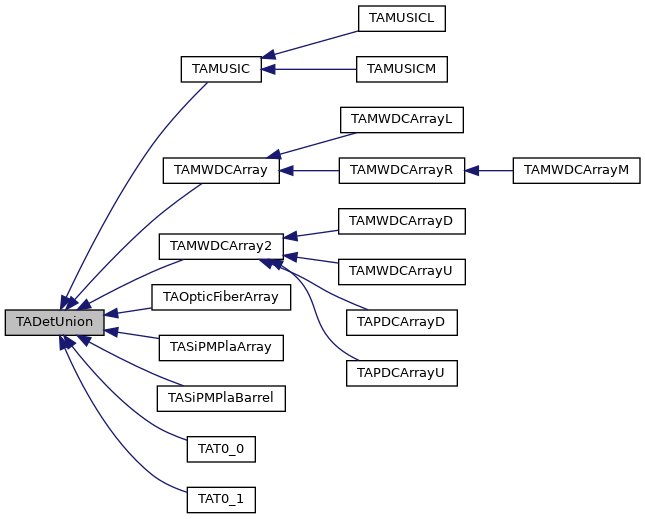 TAMUSICL
TAMUSIC
TAMUSICM
TAMWDCArrayL
TAMWDCArray
TAMWDCArrayR
TAMWDCArrayM
TAMWDCArrayD
TAMWDCArray2
TAMWDCArrayU
TAOpticFiberArray
TADetUnion
TAPDCArrayD
TASiPMPlaArray
TAPDCArrayU
TASiPMPlaBarrel
TAT0_0
TAT0_1